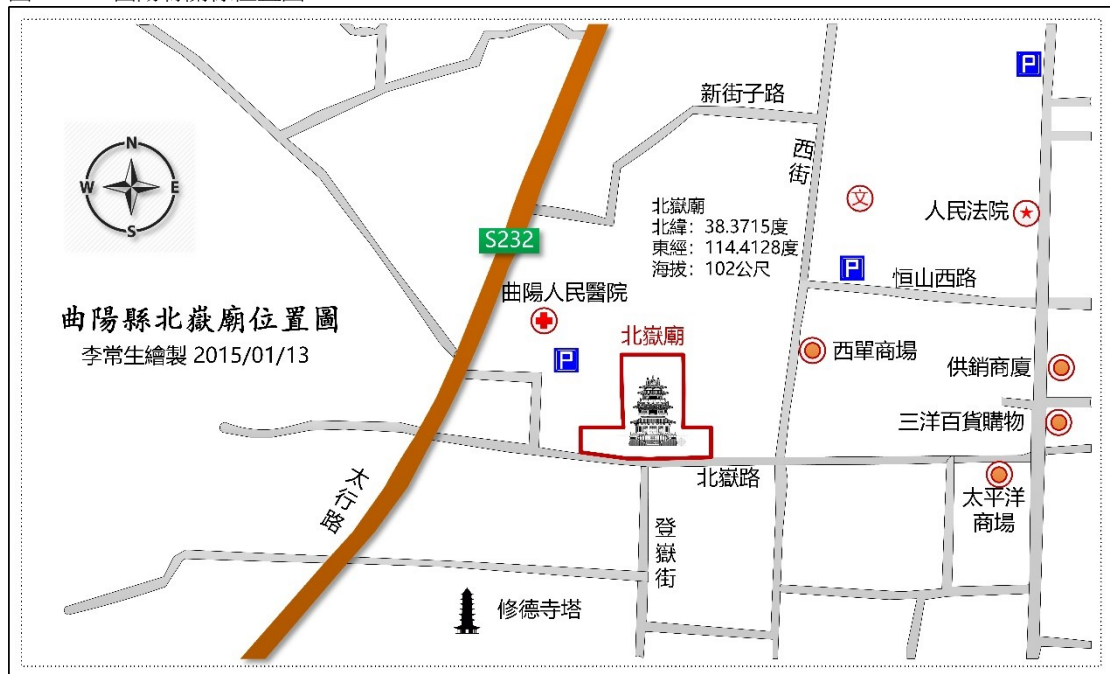 新街子路
西街
N
W
E
S
文
人民法院
北嶽廟
北緯：38.3715度
東經：114.4128度
海拔：102公尺
S232
P
P
恒山西路
曲陽人民醫院
曲陽縣北嶽廟位置圖
李常生繪製 2015/01/13
北嶽廟
P
西單商場
供銷商廈
三洋百貨購物
北嶽路
太行路
太平洋
商場
登嶽街
修德寺塔